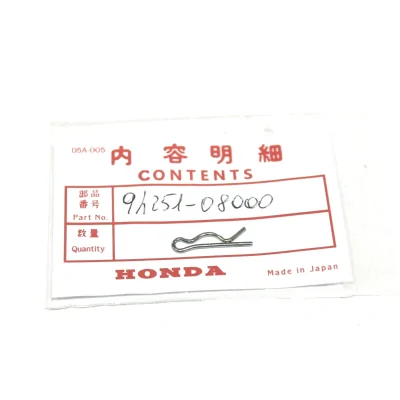 D5A-005
内容明細
CONTENTS
部品
番号
Part No.
94251-08000
数量
Quantity
HONDA
Made in Japan